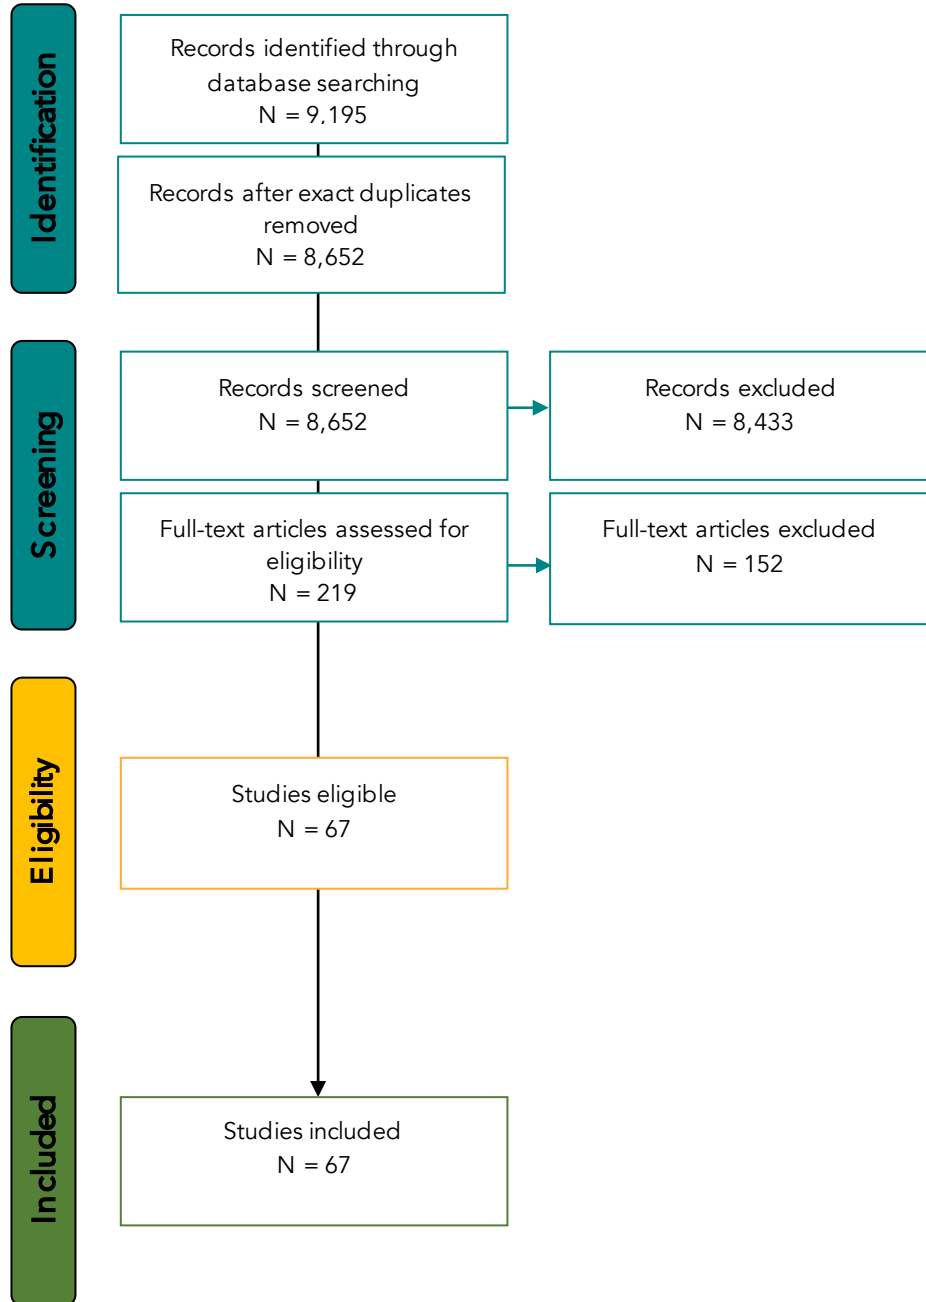 Identification
Records identified through
database searching
N = 9,195
Records after exact duplicates
removed
N = 8,652
Screening
Records screened
N = 8,652
Records excluded
N = 8,433
Full-text articles assessed for
eligibility
N = 219
Full-text articles excluded
N = 152
Eligibility
Studies eligible
N = 67
Included
Studies included
N = 67